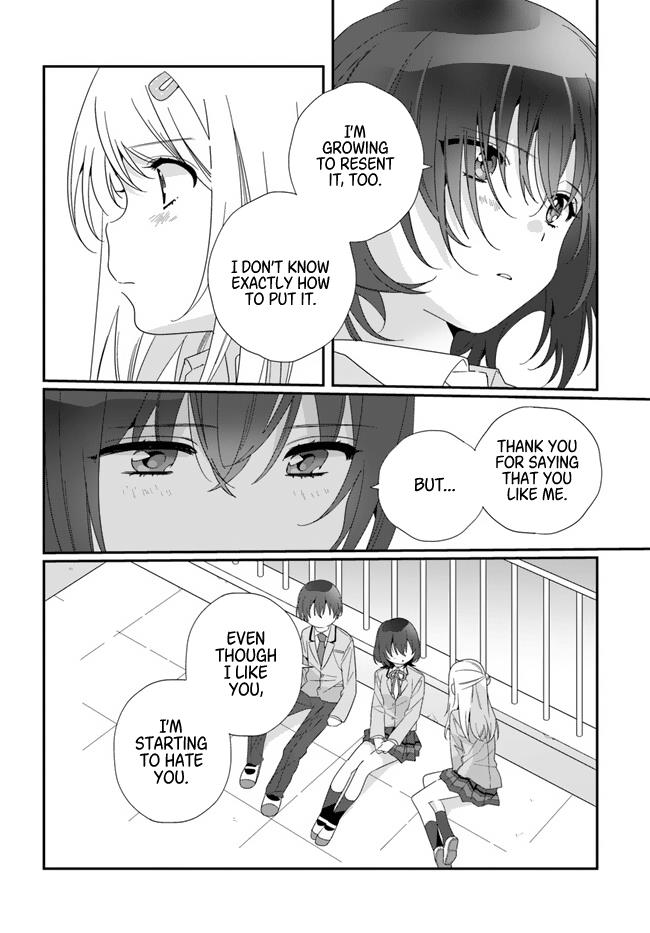 I'M
GROWING
TO RESENT
IT, TOO.
I DON'T KNOW
EXACTLY HOW
TO PUT IT.
THANK YOU
FOR SAYING
THAT YOU
LIKE ME.
BUT...
EVEN
THOUGH
I LIKE
YOU,
I'M
STARTING
TO HATE
YOU.